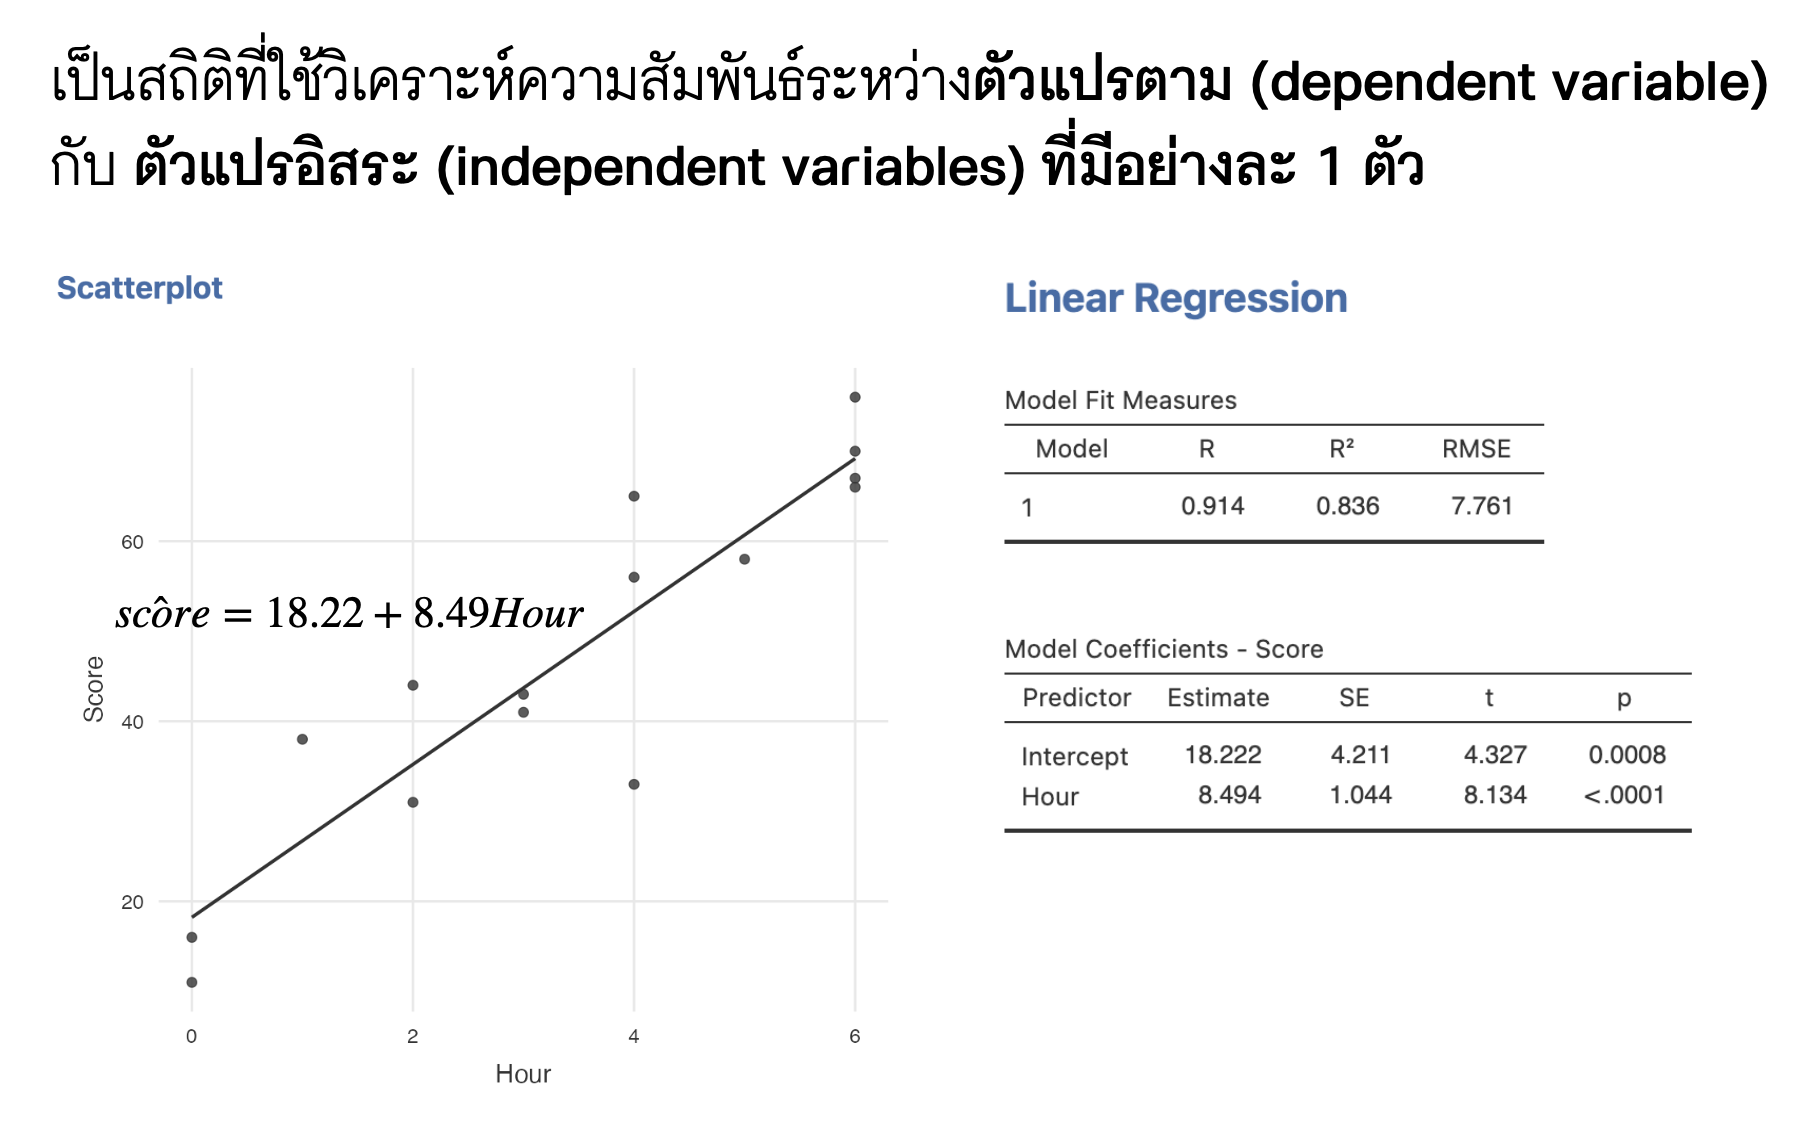 เป็นสถิติที่ใช้วิเคราะห์ความสัมพันธ์ระหว่างตัวแปรตาม (dependent variable)
กับ ตัวแปรอิสระ (independent variables) ที่มีอย่างละ 1 ตัว
Scatterplot
60
40
20
Score
scôre = 18.22 + 8.49Hour
0 2 4 6
Hour
Linear Regression
Model Fit Measures
Model R R² RMSE
1 0.914 0.836 7.761
Model Coefficients - Score
Predictor Estimate SE t p
Intercept 18.222 4.211 4.327 0.0008
Hour 8.494 1.044 8.134 <.0001